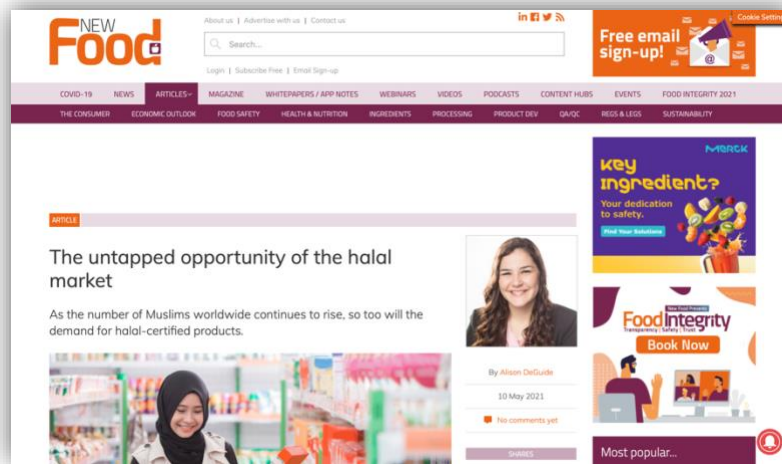 NEW
Food
About us | Advertise with us | Contact us
Search...
Login | Subscribe Free | Email Sign-up
Free email
sign-up!
@
Cookie Setting
COVID-19 NEWS ARTICLES MAGAZINE WHITEPAPERS / APP NOTES WEBINARS VIDEOS PODCASTS CONTENT HUBS EVENTS FOOD INTEGRITY 2021
THE CONSUMER ECONOMIC OUTLOOK FOOD SAFETY HEALTH & NUTRITION INGREDIENTS PROCESSING PRODUCT DEV QA/QC REGS & LEGS SUSTAINABILITY
ARTICLE
The untapped opportunity of the halal
market
As the number of Muslims worldwide continues to rise, so too will the
demand for halal-certified products.
By Alison DeGuide
10 May 2021
No comments yet
SHARES
MERCK
Key
Ingredient?
Your dedication
to safety.
Find Your Solutions
New Food Presents
Food Integrity
Transparency | Safety | Trust
Book Now
Most popular...